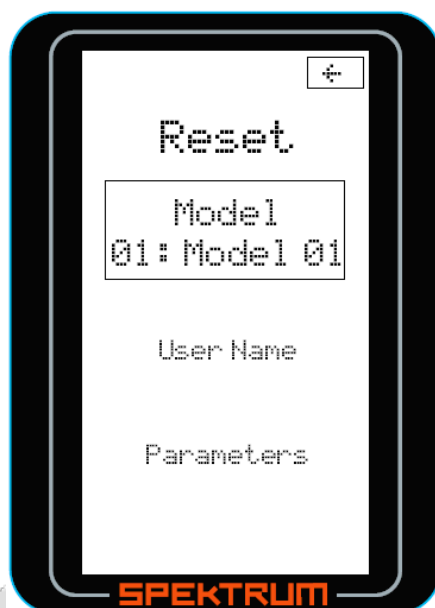 Reset
Model
01: Model 01
User Name
Parameters
SPEKTRUM